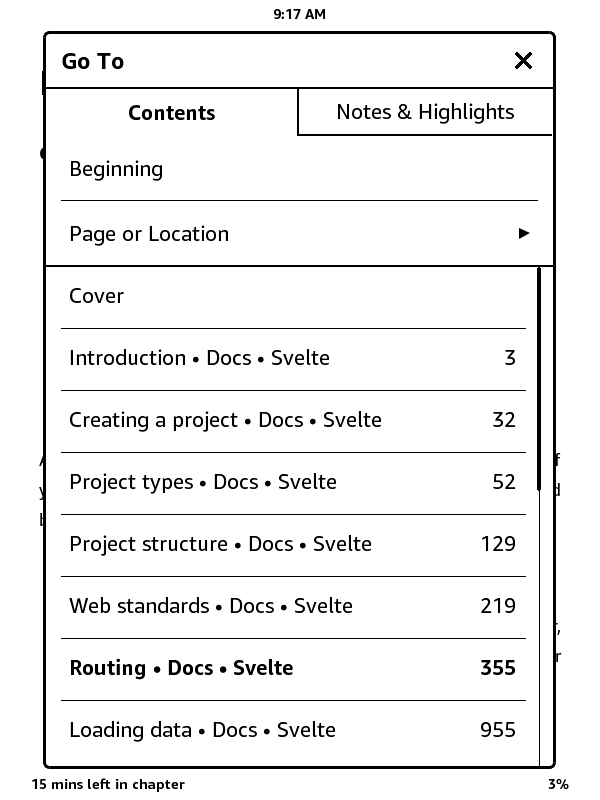 9:17 AM
Go To
Contents
Notes & Highlights
Beginning
Page or Location
Cover
Introduction • Docs • Svelte 3
Creating a project • Docs • Svelte 32
Project types • Docs • Svelte 52
Project structure • Docs • Svelte 129
Web standards • Docs • Svelte 219
Routing • Docs • Svelte 355
Loading data • Docs • Svelte 955
15 mins left in chapter 3%